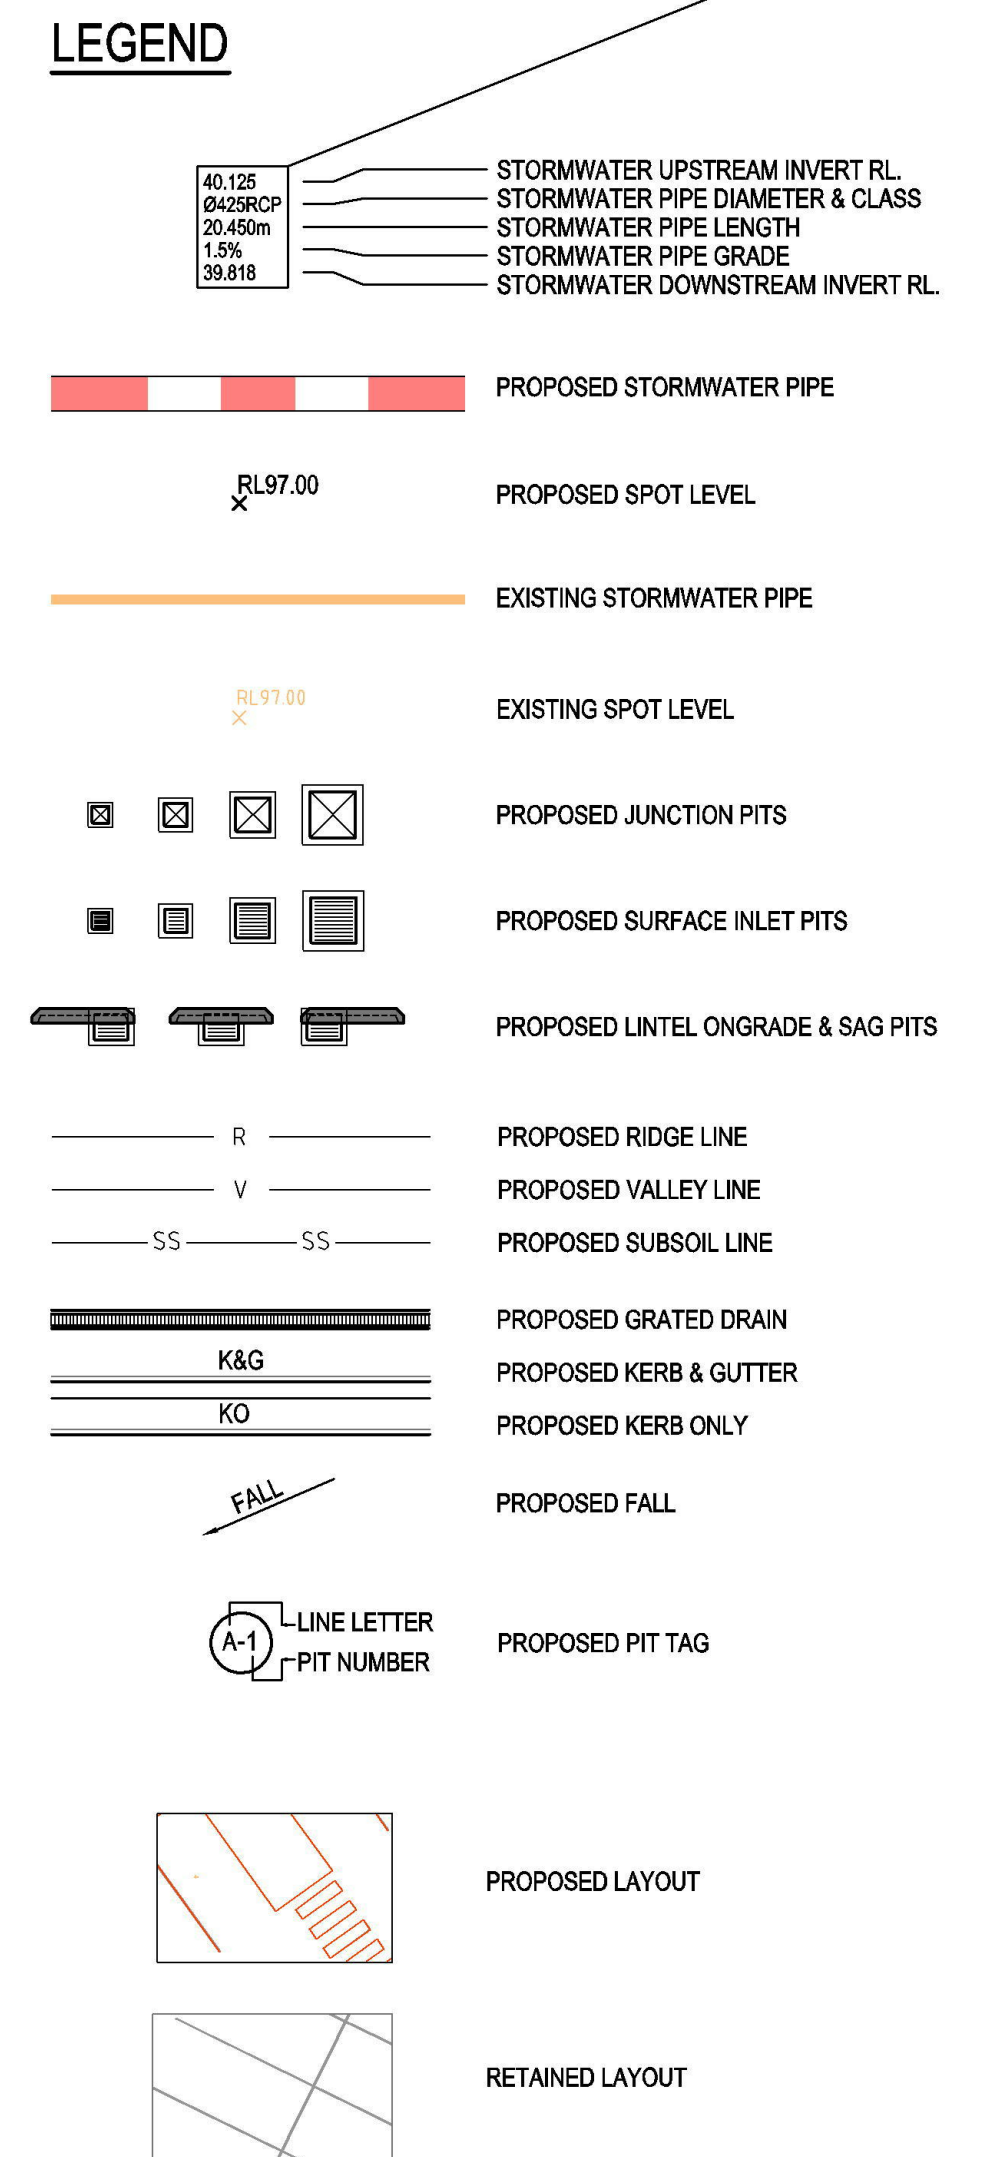 LEGEND
40.125
Ø425RCP
20.450m
1.5%
39.818
STORMWATER UPSTREAM INVERT RL.
STORMWATER PIPE DIAMETER & CLASS
STORMWATER PIPE LENGTH
STORMWATER PIPE GRADE
STORMWATER DOWNSTREAM INVERT RL.
PROPOSED STORMWATER PIPE
RL97.00
PROPOSED SPOT LEVEL
EXISTING STORMWATER PIPE
RL97.00
EXISTING SPOT LEVEL
PROPOSED JUNCTION PITS
PROPOSED SURFACE INLET PITS
PROPOSED LINTEL ONGRADE & SAG PITS
R PROPOSED RIDGE LINE
V PROPOSED VALLEY LINE
SS SS PROPOSED SUBSOIL LINE
PROPOSED GRATED DRAIN
K&G
PROPOSED KERB & GUTTER
KO
PROPOSED KERB ONLY
FALL
PROPOSED FALL
LINE LETTER
A-1
PIT NUMBER
PROPOSED PIT TAG
PROPOSED LAYOUT
RETAINED LAYOUT